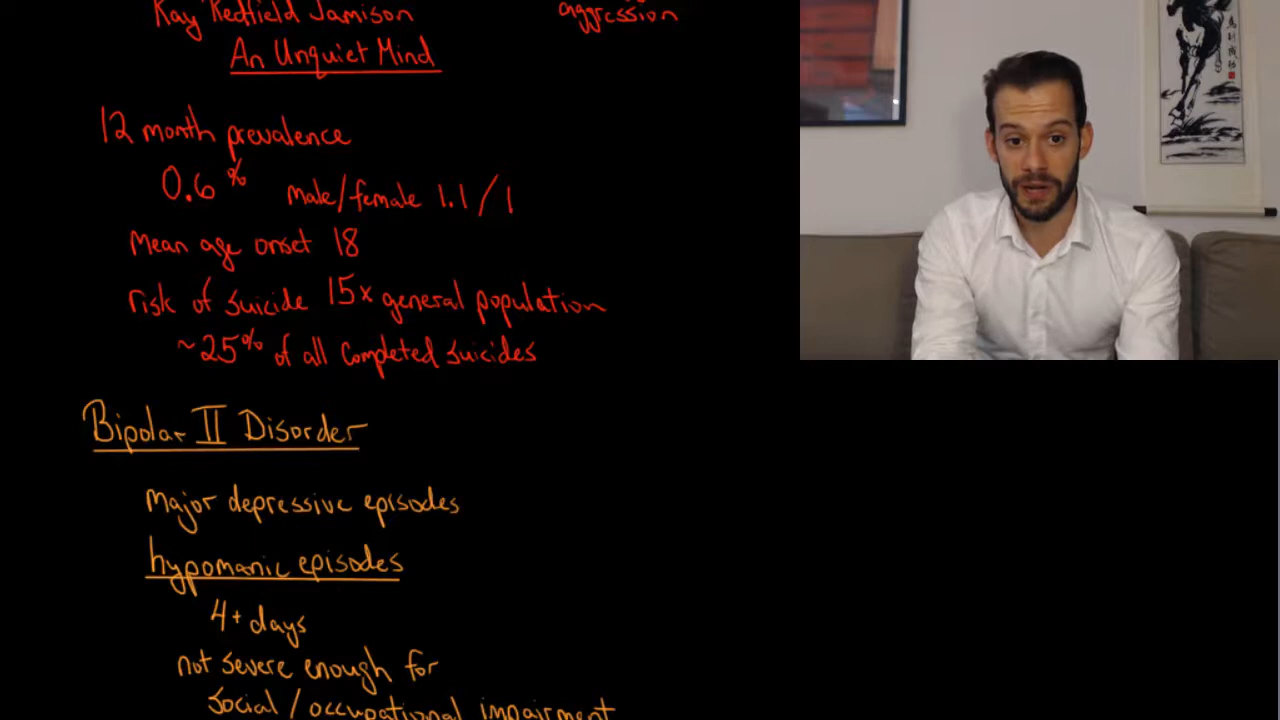 Kay Redfield Jamison
An Unquiet Mind
aggression
12 month prevalence
0.6%
male/female 1.1/1
mean age onset 18
risk of suicide 15x general population
~25% of all completed suicides
Bipolar II Disorder
major depressive episodes
hypomanic episodes
4+ days
not severe enough for
social/occupational impairment